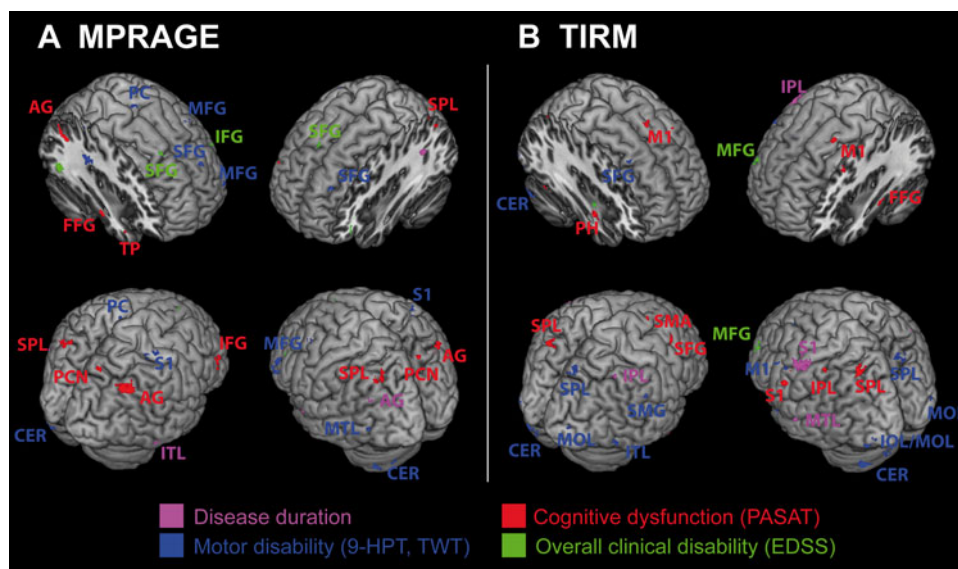 A MPRAGE
B TIRM
PC
MFG
AG
IFG
SFG
SFG
MFG
FFG
TP
SPL
SFG
SFG
IPL
M1
MFG
M1
SFG
CER
PH
FFG
PC
SPL
IFG
S1
PCN
AG
CER
ITL
S1
MFG
AG
SPL
PCN
AG
MTL
CER
SPL
SMA
SFG
SPL
IPL
SMG
CER
MOL
ITL
MFG
S1
M1
SPL
IPL
SPL
S1
MO
MTL
IOL/MOL
CER
Disease duration
Cognitive dysfunction (PASAT)
Motor disability (9-HPT, TWT)
Overall clinical disability (EDSS)